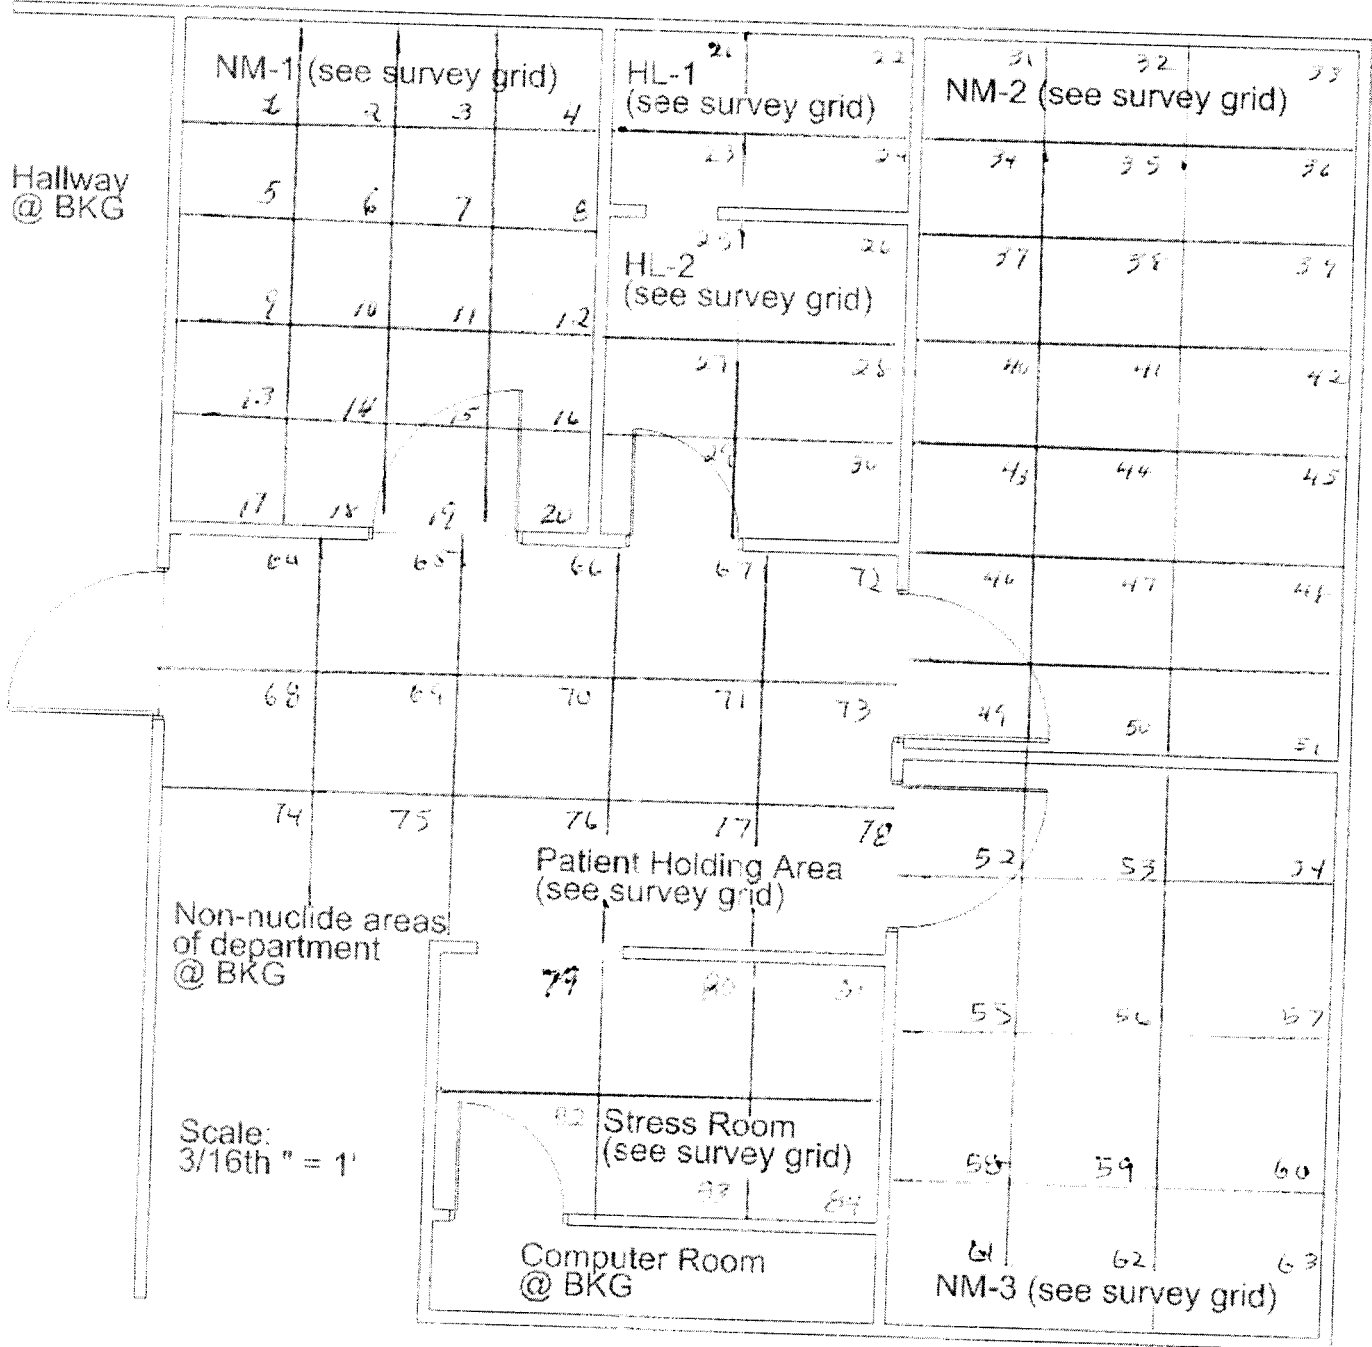 NM-1 (see survey grid)
1 2 3 4
5 6 7 8
9 10 11 12
13 14 15 16
17 18 19 20
21 22
HL-1
(see survey grid)
23 24
25 26
HL-2
(see survey grid)
27 28
29 30
31 32 33
NM-2 (see survey grid)
34 35 36
37 38 39
40 41 42
43 44 45
46 47 48
49 50 51
Hallway
@ BKG
64 65 66 67 72
68 69 70 71 73
74 75 76 77 78
Patient Holding Area
(see survey grid)
52 53 54
55 56 57
58 59 60
61 62 63
NM-3 (see survey grid)
Non-nuclide areas
of department
@ BKG
79 80 81
82
Stress Room
(see survey grid)
83 84
Scale:
3/16th " = 1'
Computer Room
@ BKG